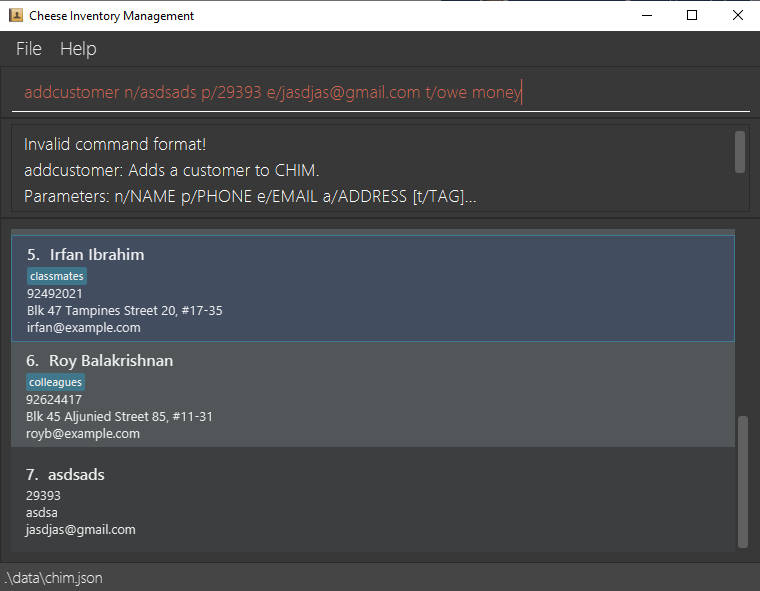 Cheese Inventory Management
File Help
addcustomer n/asdsads p/29393 e/jasdjas@gmail.com t/owe money
Invalid command format!
addcustomer: Adds a customer to CHIM.
Parameters: n/NAME p/PHONE e/EMAIL a/ADDRESS [t/TAG]...
5. Irfan Ibrahim
classmates
92492021
Blk 47 Tampines Street 20, #17-35
irfan@example.com
6. Roy Balakrishnan
colleagues
92624417
Blk 45 Aljunied Street 85, #11-31
royb@example.com
7. asdsads
29393
asdsa
jasdjas@gmail.com
.\data\chim.json